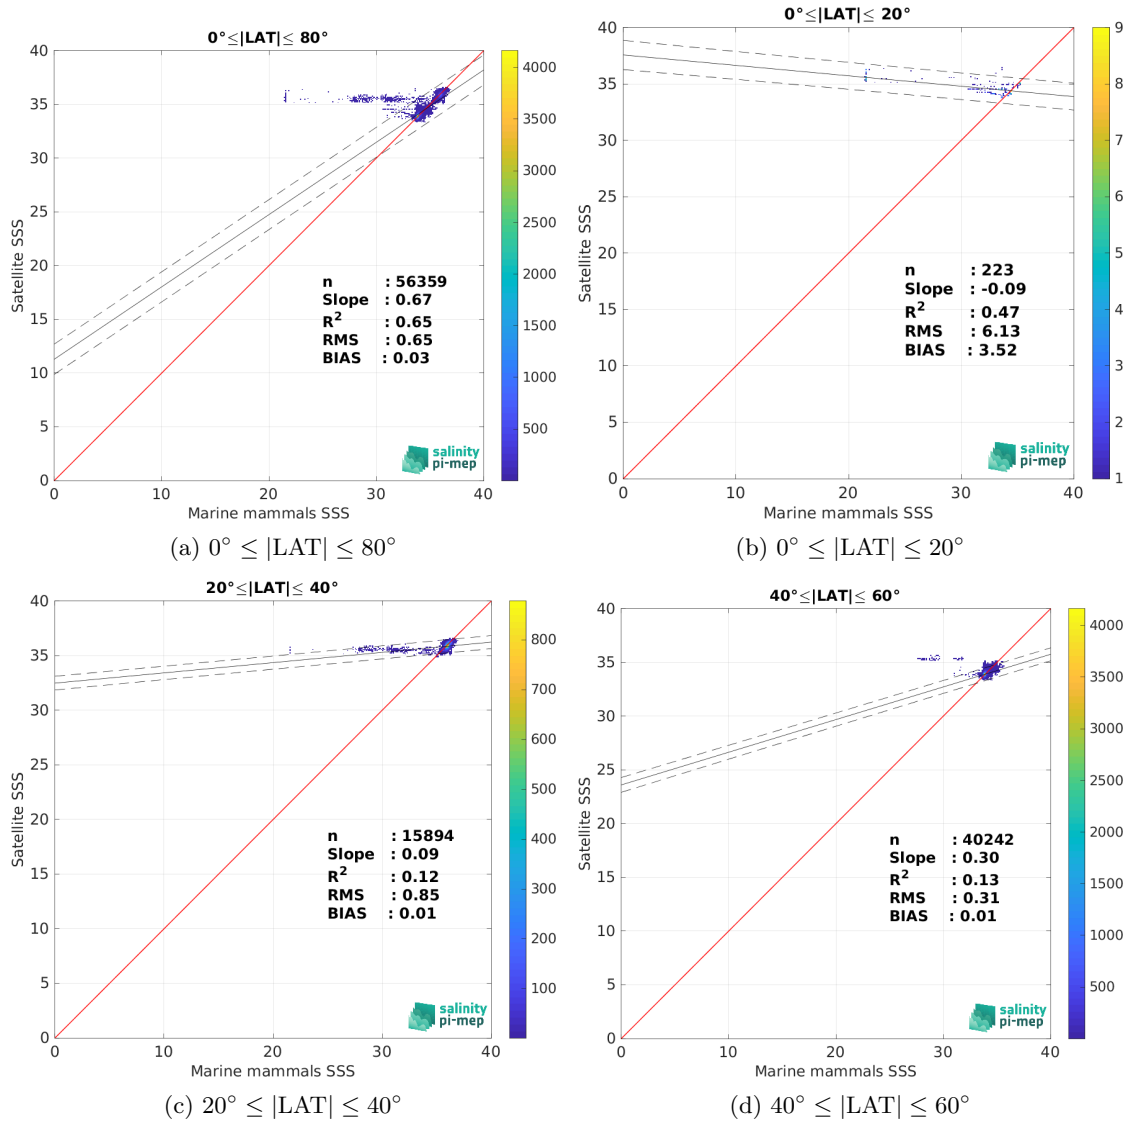 0°≤|LAT|≤ 80°
40
35
30
25
20
15
10
5
0
0
10
20
30
40
Satellite SSS
Marine mammals SSS
n : 56359
Slope : 0.67
R² : 0.65
RMS : 0.65
BIAS : 0.03
salinity
pi-mep
4000
3500
3000
2500
2000
1500
1000
500
(a) 0° ≤ |LAT| ≤ 80°
0°≤|LAT|≤ 20°
40
35
30
25
20
15
10
5
0
0
10
20
30
40
Satellite SSS
Marine mammals SSS
n : 223
Slope : -0.09
R² : 0.47
RMS : 6.13
BIAS : 3.52
salinity
pi-mep
9
8
7
6
5
4
3
2
1
(b) 0° ≤ |LAT| ≤ 20°
20°≤|LAT|≤ 40°
40
35
30
25
20
15
10
5
0
0
10
20
30
40
Satellite SSS
Marine mammals SSS
n : 15894
Slope : 0.09
R² : 0.12
RMS : 0.85
BIAS : 0.01
salinity
pi-mep
800
700
600
500
400
300
200
100
(c) 20° ≤ |LAT| ≤ 40°
40°≤|LAT|≤ 60°
40
35
30
25
20
15
10
5
0
0
10
20
30
40
Satellite SSS
Marine mammals SSS
n : 40242
Slope : 0.30
R² : 0.13
RMS : 0.31
BIAS : 0.01
salinity
pi-mep
4000
3500
3000
2500
2000
1500
1000
500
(d) 40° ≤ |LAT| ≤ 60°